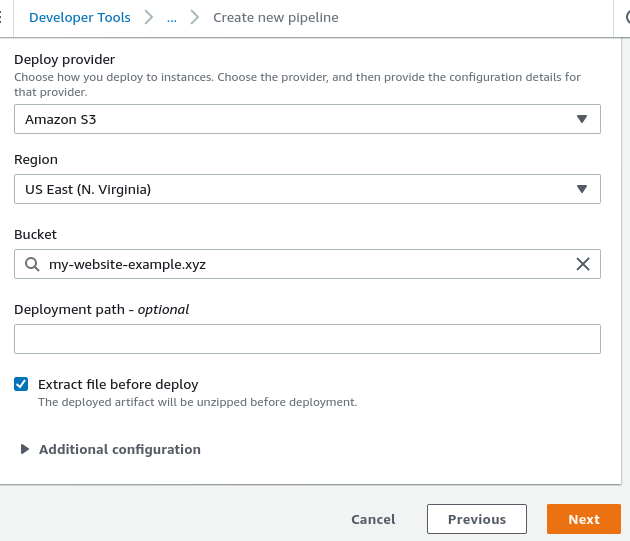 Developer Tools > ... > Create new pipeline
Deploy provider
Choose how you deploy to instances. Choose the provider, and then provide the configuration details for
that provider.
Amazon S3
Region
US East (N. Virginia)
Bucket
my-website-example.xyz
Deployment path - optional
Extract file before deploy
The deployed artifact will be unzipped before deployment.
Additional configuration
Cancel
Previous
Next